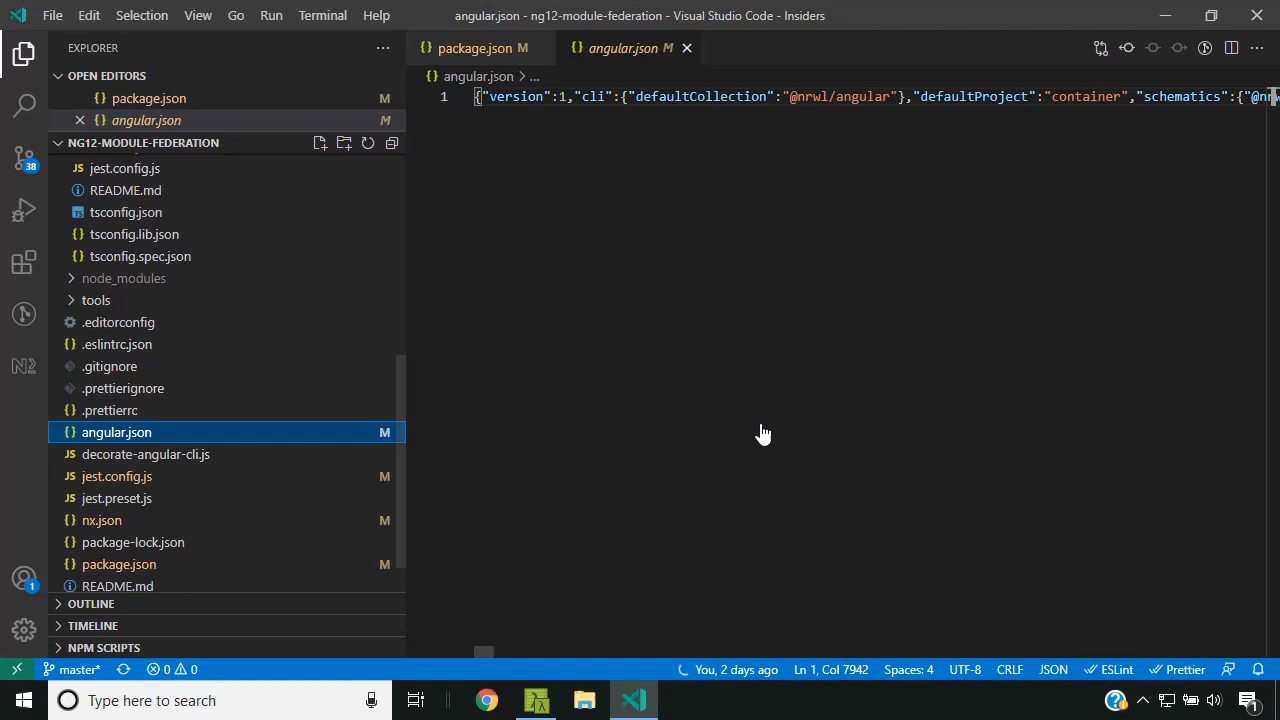 File Edit Selection View Go Run Terminal Help angular.json - ng12-module-federation - Visual Studio Code - Insiders
EXPLORER
package.json M
angular.json M
OPEN EDITORS
package.json M
angular.json M
angular.json > ...
1 {"version":1,"cli":{"defaultCollection":"@nrwl/angular"},"defaultProject":"container","schematics":{"@nrw
NG12-MODULE-FEDERATION
jest.config.js
README.md
tsconfig.json
tsconfig.lib.json
tsconfig.spec.json
node_modules
tools
.editorconfig
.eslintrc.json
.gitignore
.prettierignore
.prettierrc
angular.json M
decorate-angular-cli.js
jest.config.js M
jest.preset.js
nx.json M
package-lock.json
package.json M
README.md
OUTLINE
TIMELINE
NPM SCRIPTS
38
1
master* 0 0 You, 2 days ago Ln 1, Col 7942 Spaces: 4 UTF-8 CRLF JSON ESLint Prettier
Type here to search
1